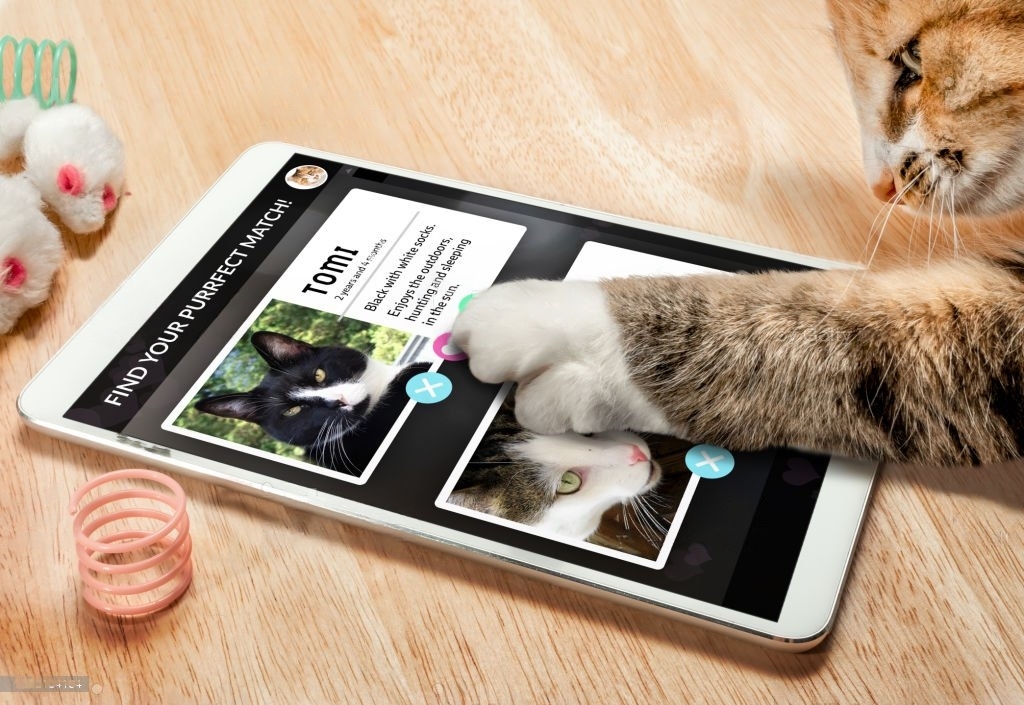 FIND YOUR PURRFECT MATCH!
TOMI
2 years and 4 months
Black with white socks.
Enjoys the outdoors,
hunting and sleeping
in the sun.